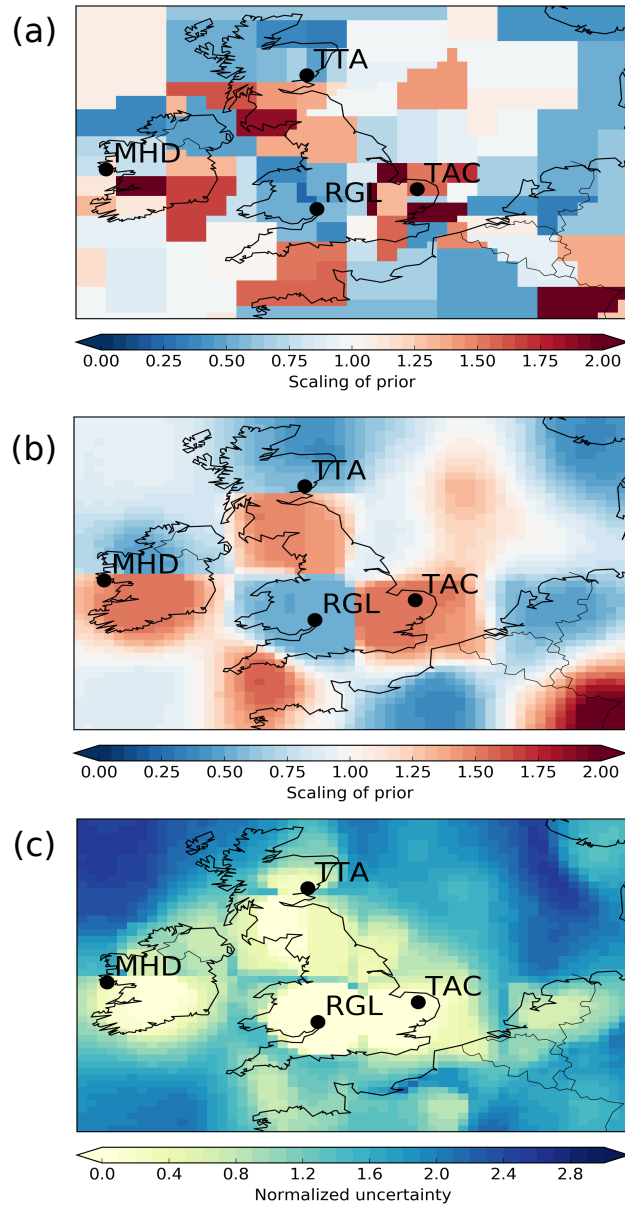 (a)
TTA
MHD
TAC
RGL
0.00 0.25 0.50 0.75 1.00 1.25 1.50 1.75 2.00
Scaling of prior
(b)
TTA
MHD
TAC
RGL
0.00 0.25 0.50 0.75 1.00 1.25 1.50 1.75 2.00
Scaling of prior
(c)
TTA
MHD
TAC
RGL
0.0 0.4 0.8 1.2 1.6 2.0 2.4 2.8
Normalized uncertainty